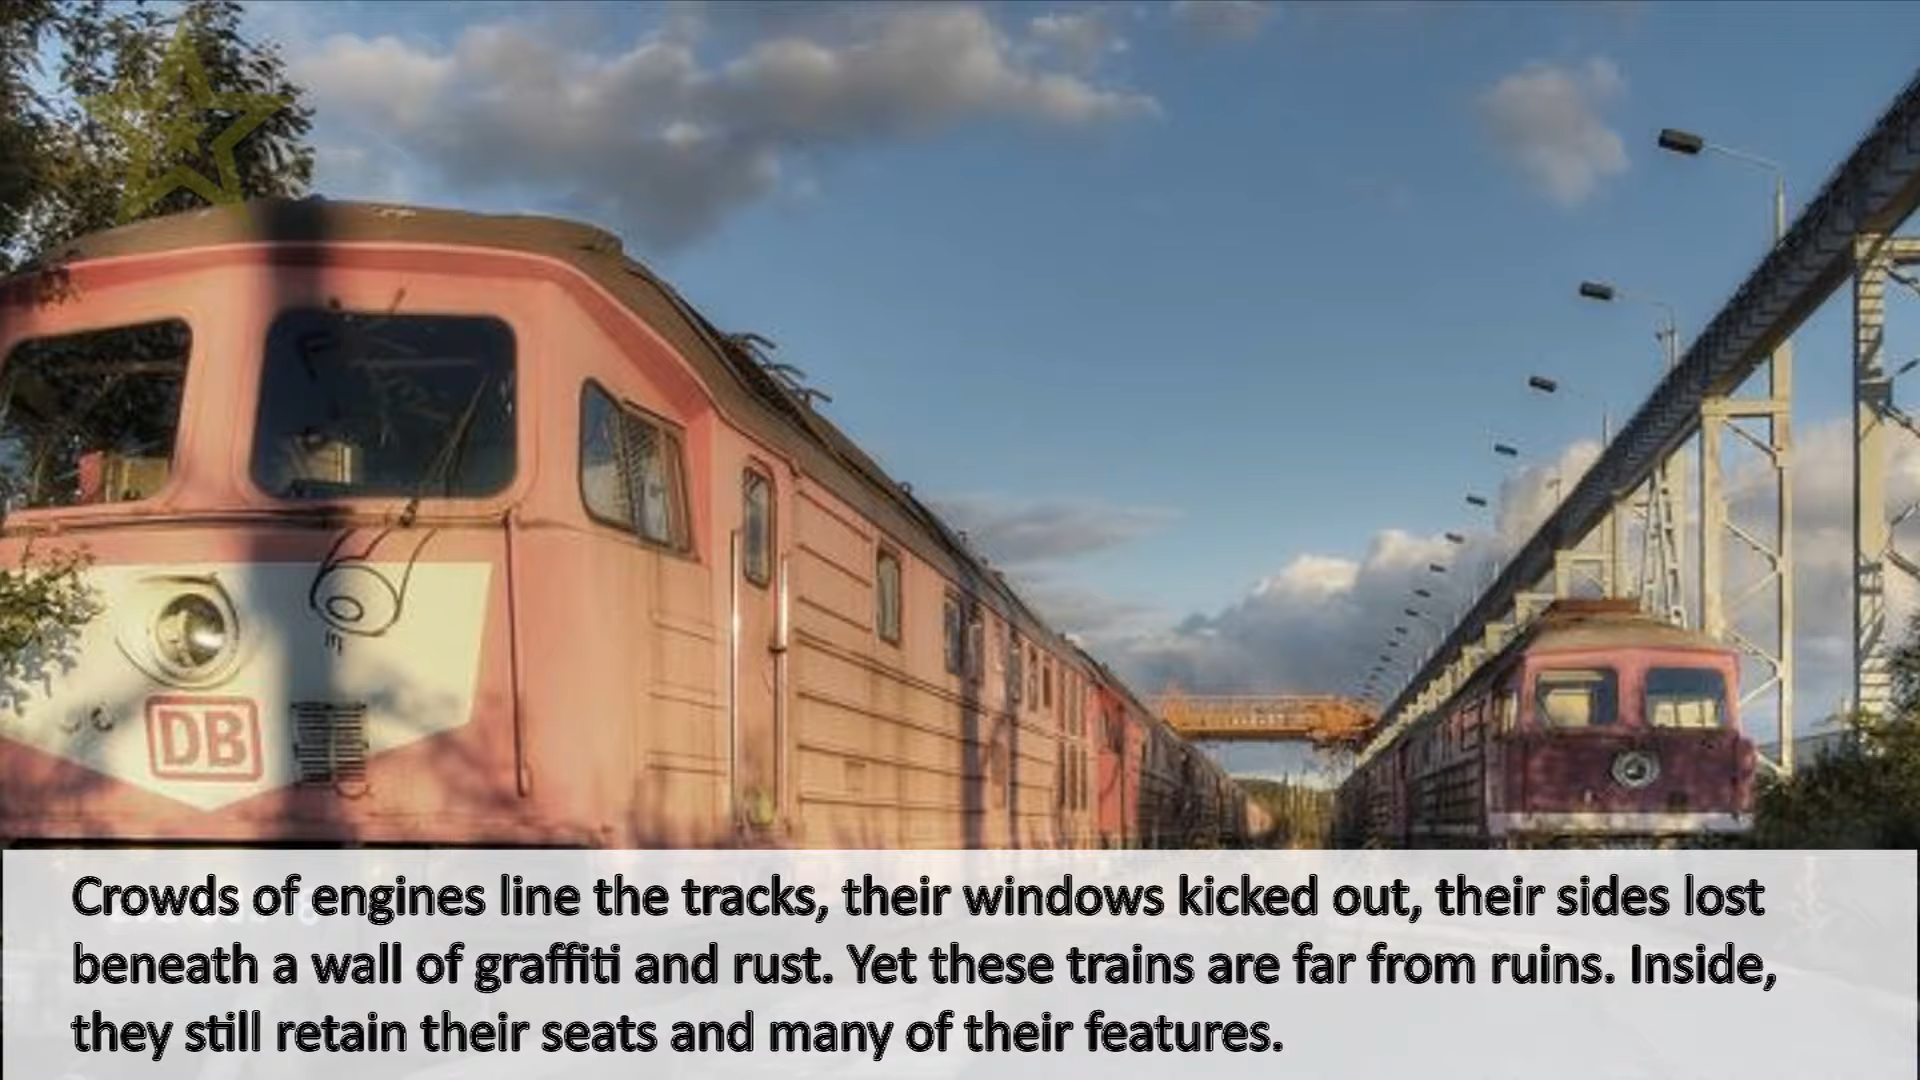 DB
Crowds of engines line the tracks, their windows kicked out, their sides lost
beneath a wall of graffiti and rust. Yet these trains are far from ruins. Inside,
they still retain their seats and many of their features.